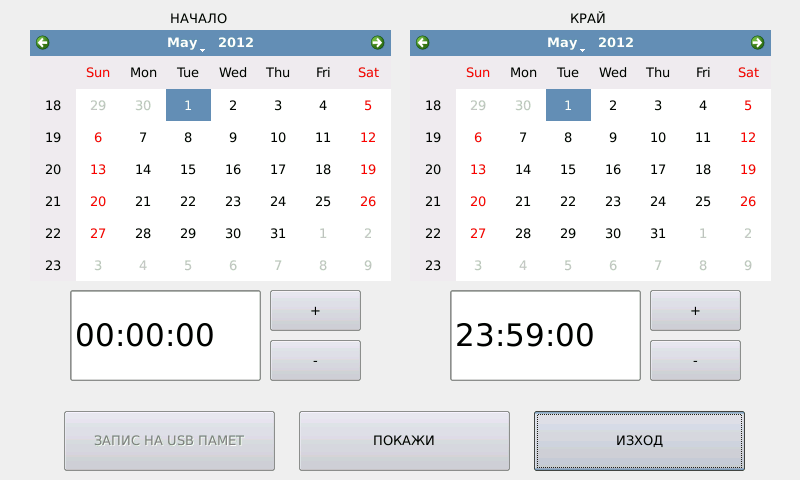 НАЧАЛО
May 2012
Sun Mon Tue Wed Thu Fri Sat
18 29 30 1 2 3 4 5
19 6 7 8 9 10 11 12
20 13 14 15 16 17 18 19
21 20 21 22 23 24 25 26
22 27 28 29 30 31 1 2
23 3 4 5 6 7 8 9
00:00:00
+
-
КРАЙ
May 2012
Sun Mon Tue Wed Thu Fri Sat
18 29 30 1 2 3 4 5
19 6 7 8 9 10 11 12
20 13 14 15 16 17 18 19
21 20 21 22 23 24 25 26
22 27 28 29 30 31 1 2
23 3 4 5 6 7 8 9
23:59:00
+
-
ЗАПИС НА USB ПАМЕТ
ПОКАЖИ
ИЗХОД